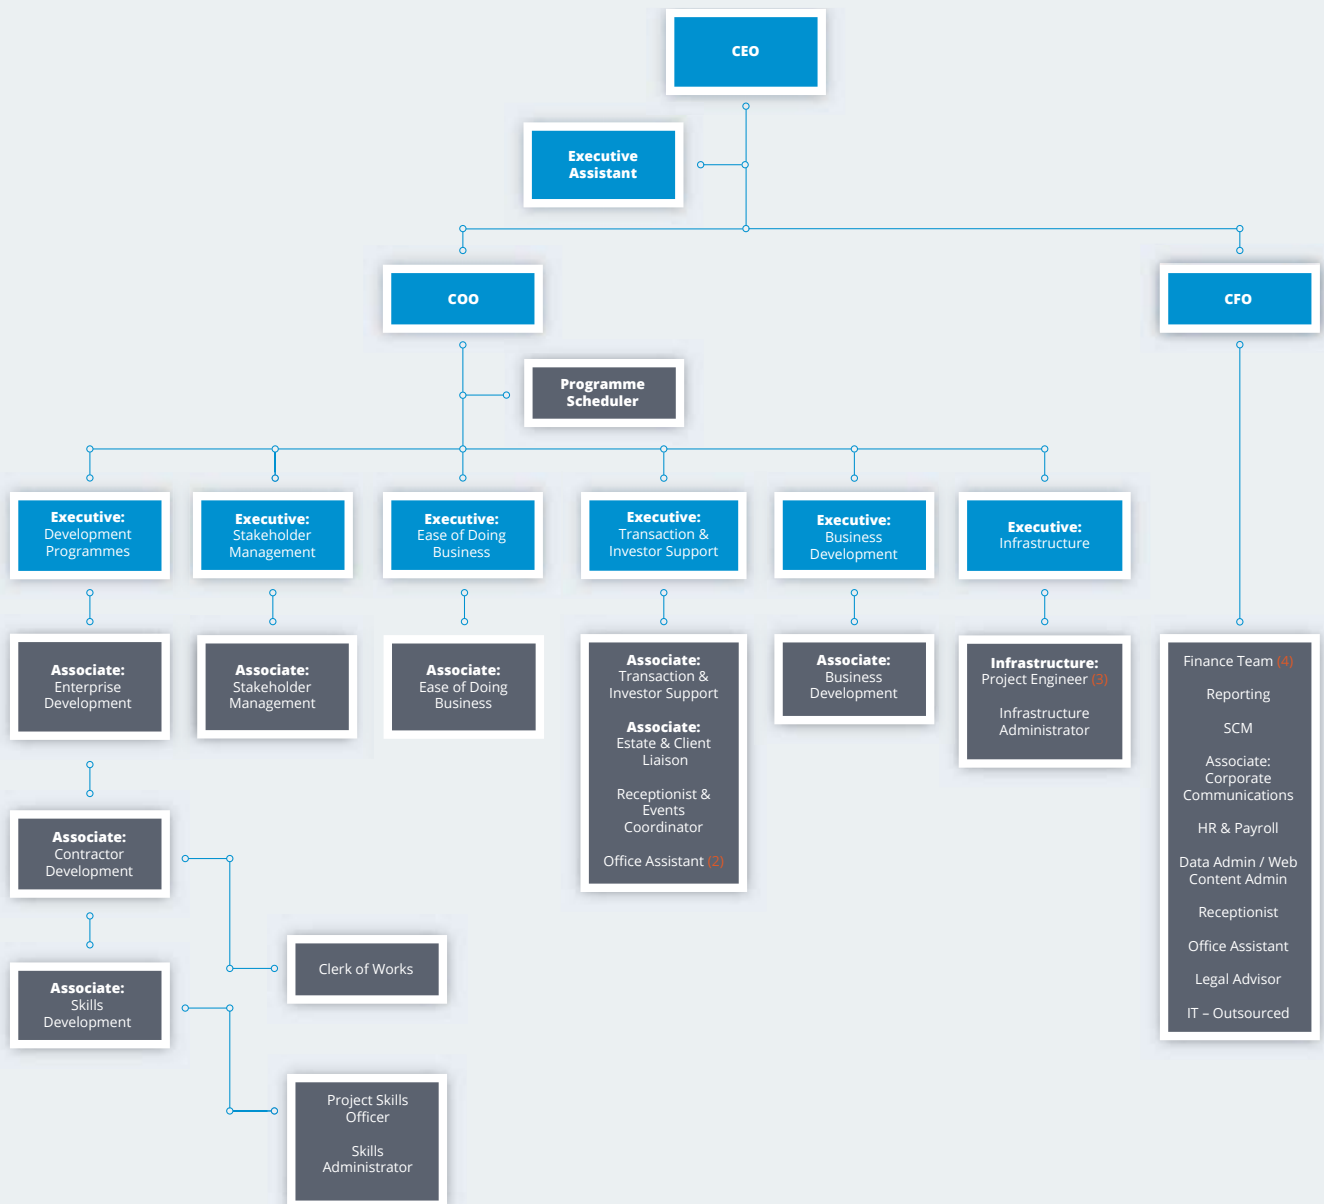 CEO
Executive
Assistant
COO
CFO
Programme
Scheduler
Executive:
Development
Programmes
Executive:
Stakeholder
Management
Executive:
Ease of Doing
Business
Executive:
Transaction &
Investor Support
Executive:
Business
Development
Executive:
Infrastructure
Associate:
Enterprise
Development
Associate:
Stakeholder
Management
Associate:
Ease of Doing
Business
Associate:
Transaction &
Investor Support
Associate:
Estate & Client
Liaison
Receptionist &
Events
Coordinator
Office Assistant (2)
Associate:
Business
Development
Infrastructure:
Project Engineer (3)
Infrastructure
Administrator
Finance Team (4)
Reporting
SCM
Associate:
Corporate
Communications
HR & Payroll
Data Admin / Web
Content Admin
Receptionist
Office Assistant
Legal Advisor
IT – Outsourced
Associate:
Contractor
Development
Clerk of Works
Associate:
Skills
Development
Project Skills
Officer
Skills
Administrator